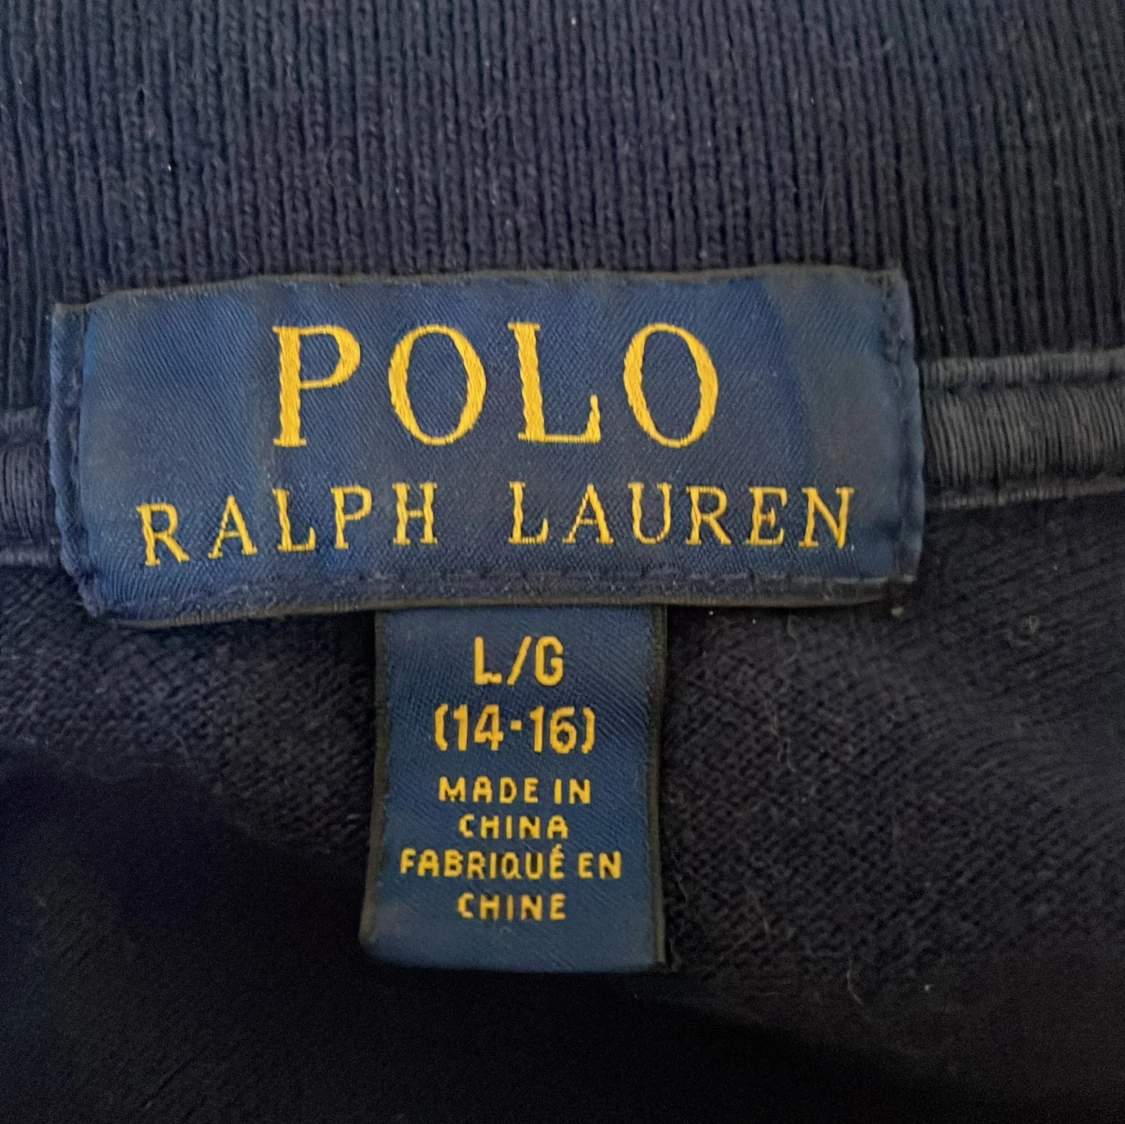 POLO
RALPH LAUREN
L/G
(14-16)
MADE IN
CHINA
FABRIQUÉ EN
CHINE